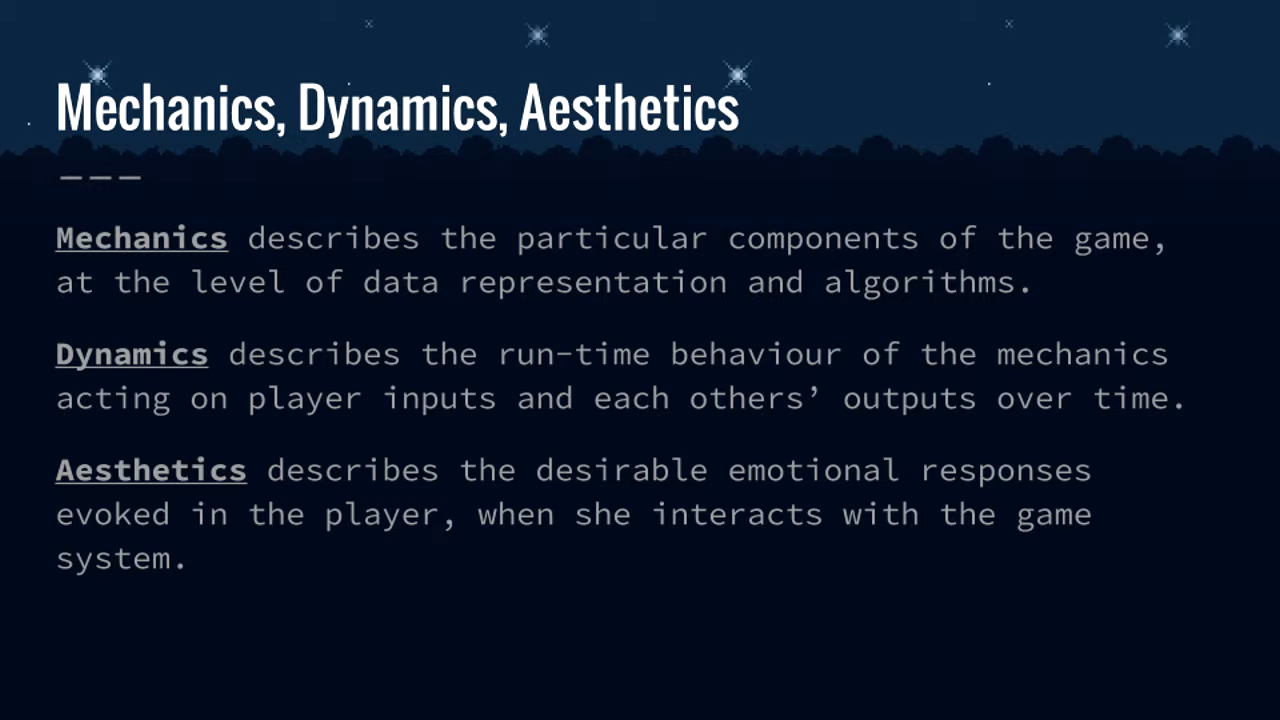 Mechanics, Dynamics, Aesthetics
Mechanics describes the particular components of the game,
at the level of data representation and algorithms.
Dynamics describes the run-time behaviour of the mechanics
acting on player inputs and each others’ outputs over time.
Aesthetics describes the desirable emotional responses
evoked in the player, when she interacts with the game
system.